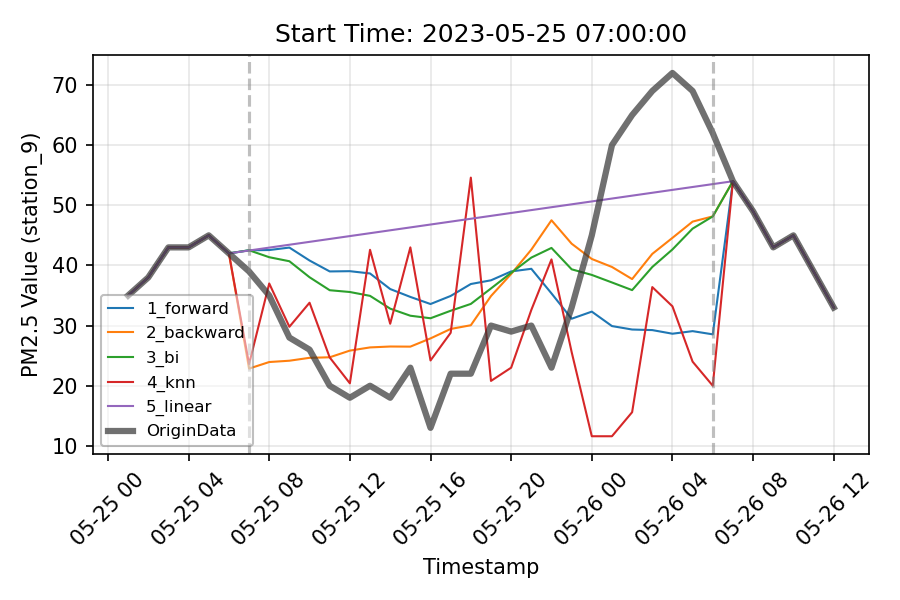 Start Time: 2023-05-25 07:00:00
PM2.5 Value (station_9)
70
60
50
40
30
20
10
1_forward
2_backward
3_bi
4_knn
5_linear
OriginData
05-25 00
05-25 04
05-25 08
05-25 12
05-25 16
05-25 20
05-26 00
05-26 04
05-26 08
05-26 12
Timestamp